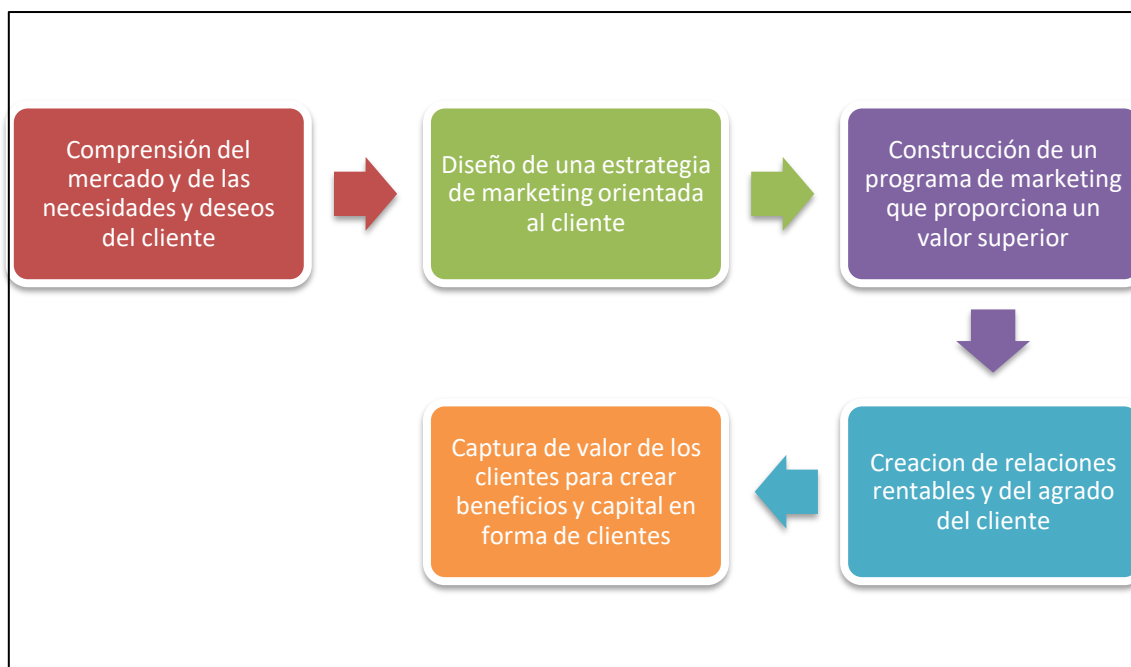 Comprensión del
mercado y de las
necesidades y deseos
del cliente
Diseño de una estrategia
de marketing orientada
al cliente
Construcción de un
programa de marketing
que proporciona un
valor superior
Creacion de relaciones
rentables y del agrado
del cliente
Captura de valor de los
clientes para crear
beneficios y capital en
forma de clientes